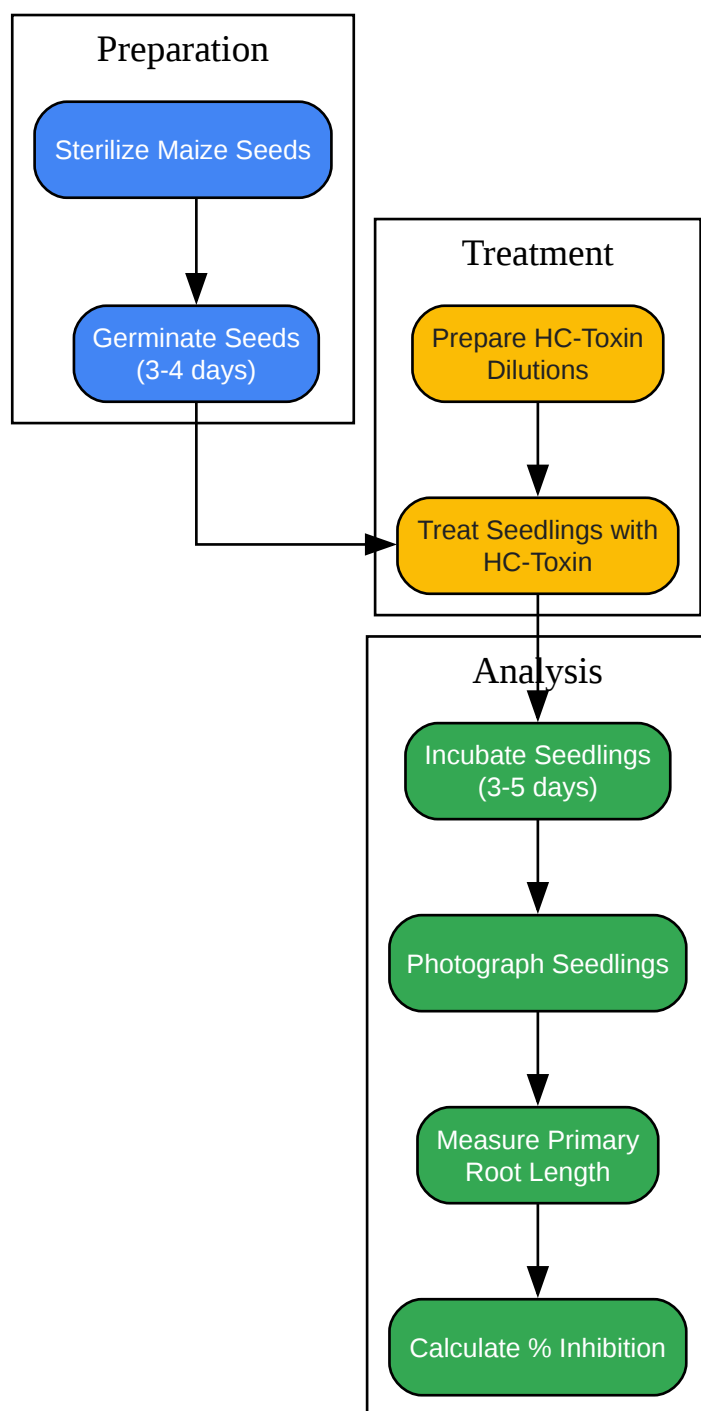 Preparation
Sterilize Maize Seeds
Germinate Seeds
(3-4 days)
Treatment
Prepare HC-Toxin
Dilutions
Treat Seedlings with
HC-Toxin
Analysis
Incubate Seedlings
(3-5 days)
Photograph Seedlings
Measure Primary
Root Length
Calculate % Inhibition